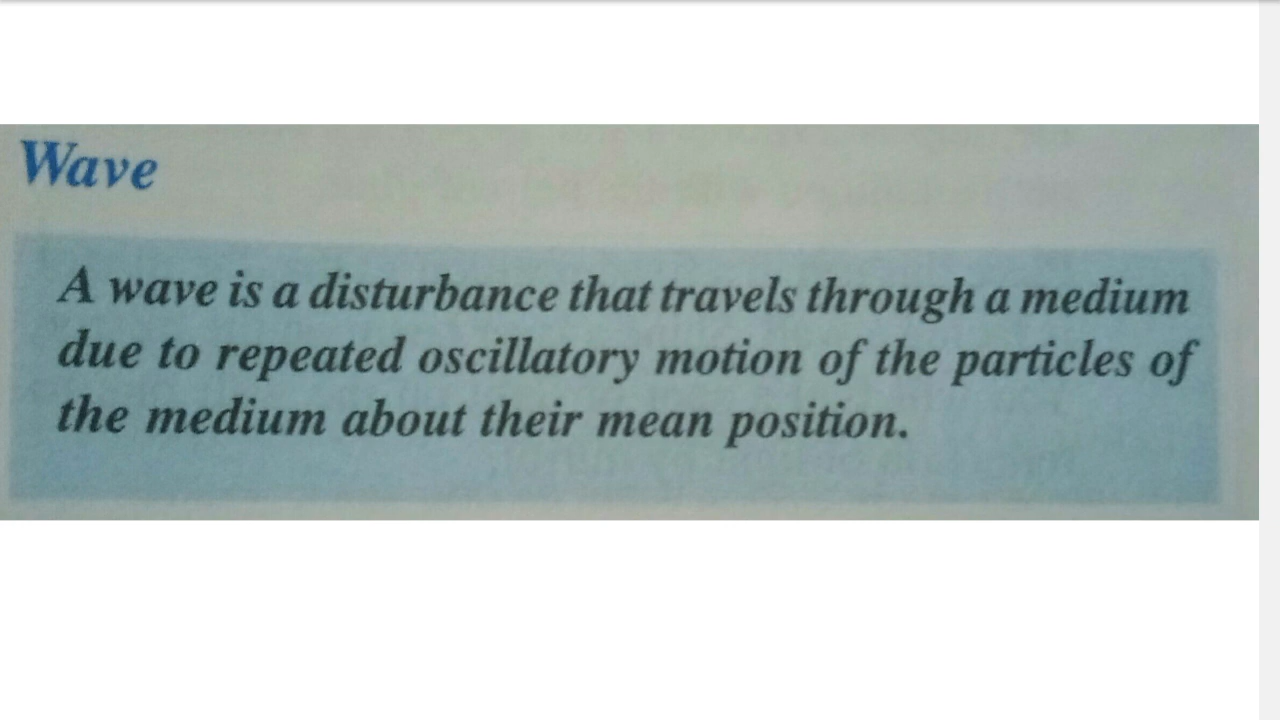 Wave
A wave is a disturbance that travels through a medium
due to repeated oscillatory motion of the particles of
the medium about their mean position.